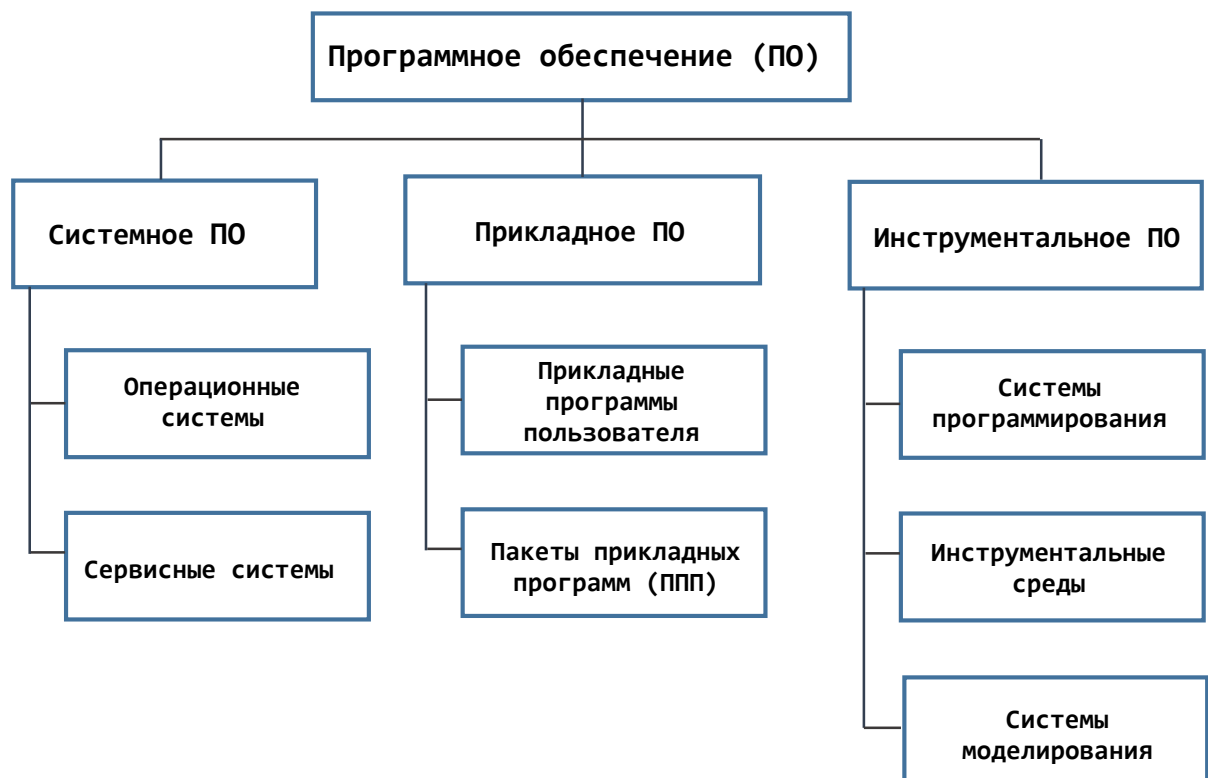 Программное обеспечение (ПО)
Системное ПО
Прикладное ПО
Инструментальное ПО
Операционные
системы
Сервисные системы
Прикладные
программы
пользователя
Пакеты прикладных
программ (ППП)
Системы
программирования
Инструментальные
среды
Системы
моделирования